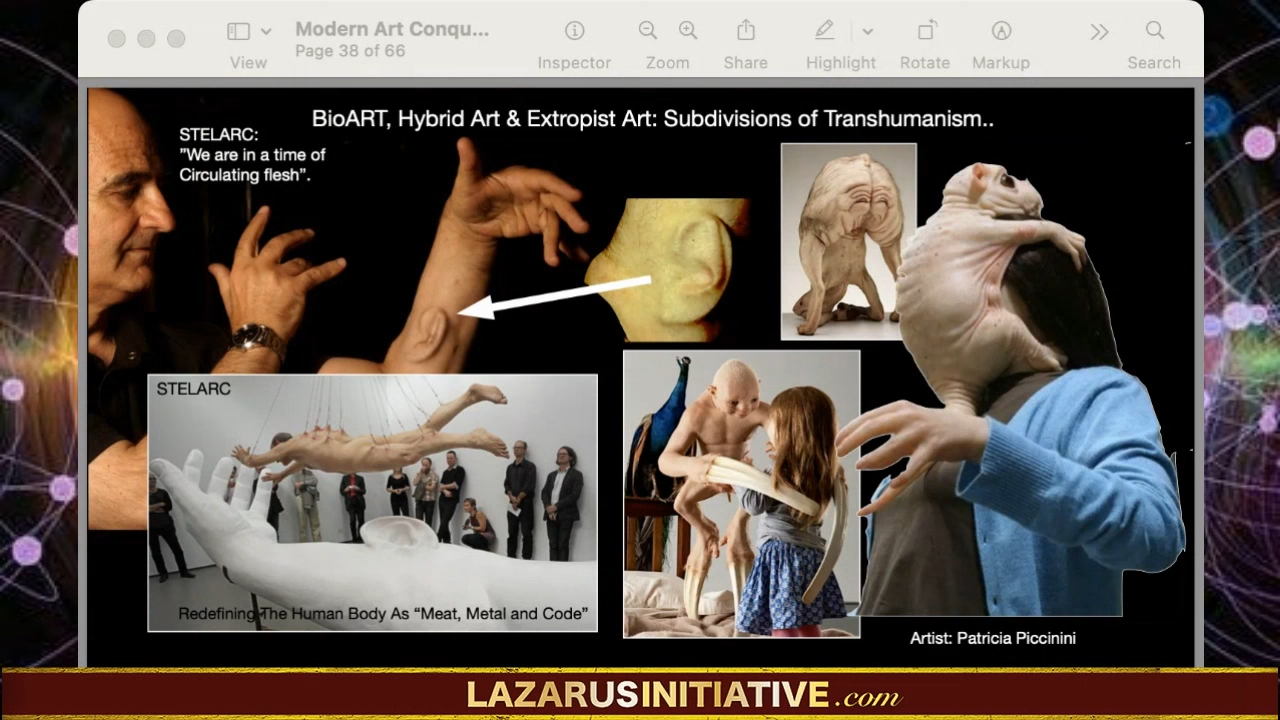 Modern Art Conqu...
Page 38 of 66
View
Inspector
Zoom
Share
Highlight
Rotate
Markup
Search
BioART, Hybrid Art & Extropist Art: Subdivisions of Transhumanism..
STELARC:
”We are in a time of
Circulating flesh”.
STELARC
Redefining The Human Body As “Meat, Metal and Code”
Artist: Patricia Piccinini
LAZARUSINITIATIVE.com